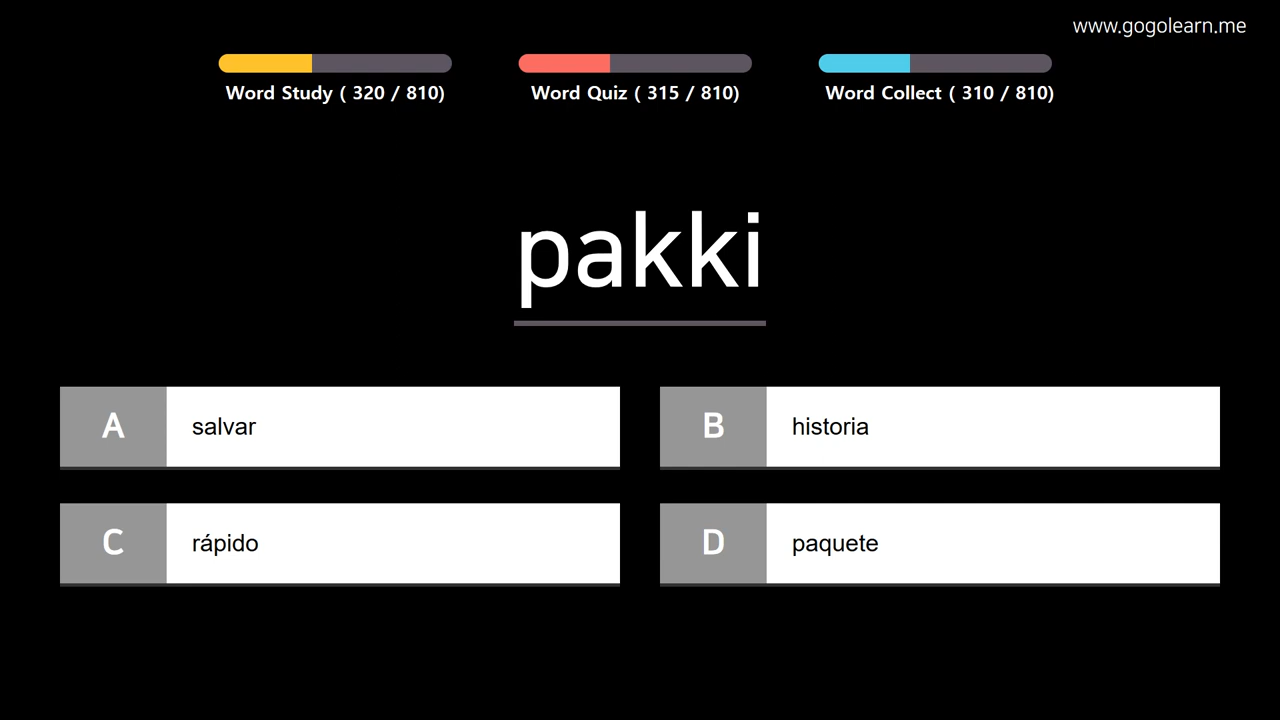 www.gogolearn.me
Word Study ( 320 / 810)
Word Quiz ( 315 / 810)
Word Collect ( 310 / 810)
pakki
A salvar
B historia
C rápido
D paquete